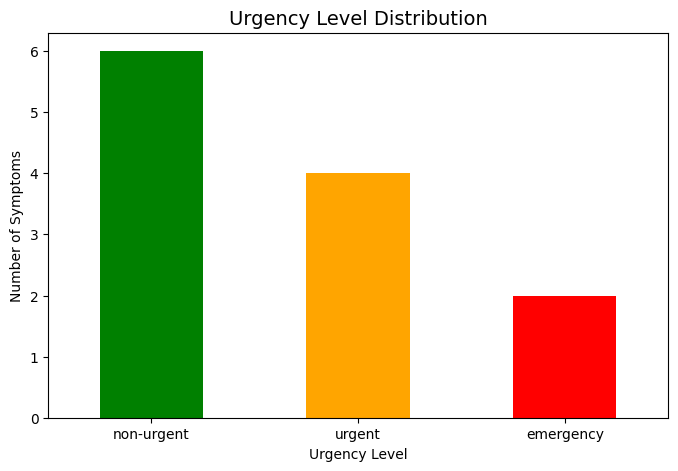 Urgency Level Distribution
Number of Symptoms
6
5
4
3
2
1
0
non-urgent urgent emergency
Urgency Level